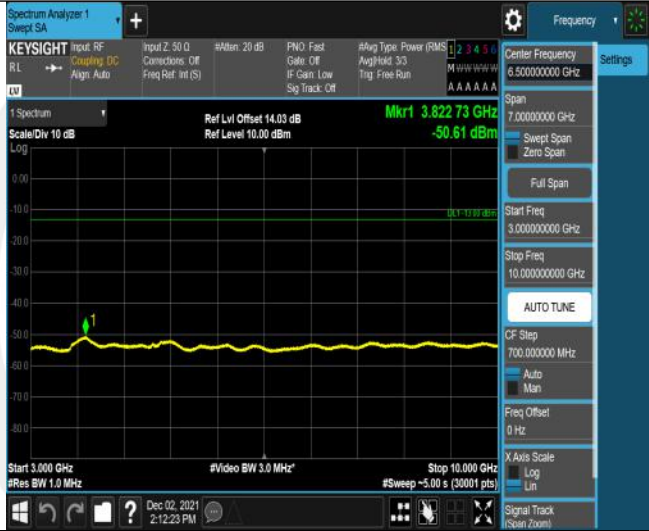 Spectrum Analyzer 1
Swept SA
+
Frequency
KEYSIGHT
RL
LV
Input: RF
Coupling: DC
Align: Auto
Input Z: 50 Ω
Corrections: Off
Freq Ref: Int (S)
#Atten: 20 dB
PNO: Fast
Gate: Off
IF Gain: Low
Sig Track: Off
#Avg Type: Power (RMS
Avg|Hold: 3/3
Trig: Free Run
1 2 3 4 5 6
M W W W W W
A A A A A A
Center Frequency
6.500000000 GHz
Settings
1 Spectrum
Scale/Div 10 dB
Log
Ref Lvl Offset 14.03 dB
Ref Level 10.00 dBm
Mkr1 3.822 73 GHz
-50.61 dBm
Span
7.00000000 GHz
Swept Span
Zero Span
Full Span
Start Freq
3.000000000 GHz
Stop Freq
10.000000000 GHz
AUTO TUNE
CF Step
700.000000 MHz
Auto
Man
Freq Offset
0 Hz
X Axis Scale
Log
Lin
Signal Track
(Span Zoom)
0.00
-10.0
DL1 -13.00 dBm
-20.0
-30.0
-40.0
1
-50.0
-60.0
-70.0
-80.0
Start 3.000 GHz
#Video BW 3.0 MHz*
Stop 10.000 GHz
#Res BW 1.0 MHz
#Sweep ~5.00 s (30001 pts)
?
Dec 02, 2021
2:12:23 PM